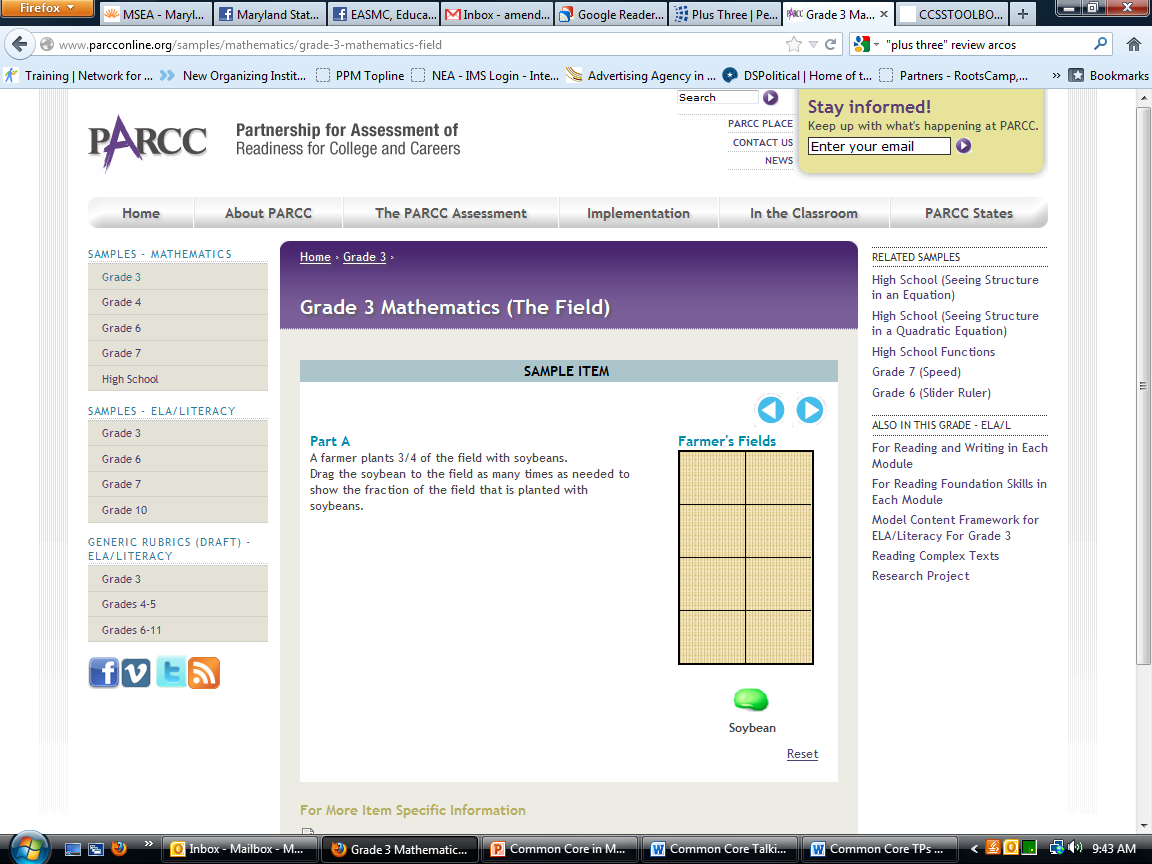 Firefox
MSEA - Maryl...
Maryland Stat...
EASMC, Educa...
Inbox - amend...
Google Reader...
Plus Three | Pe...
Grade 3 Ma...
CCSSTOOLBO...
www.parcconline.org/samples/mathematics/grade-3-mathematics-field
"plus three" review arcos
Training | Network for ...
New Organizing Instit...
PPM Topline
NEA - IMS Login - Inte...
Advertising Agency in ...
DSPolitical | Home of t...
Partners - RootsCamp,...
Bookmarks
PARCC
Partnership for Assessment of
Readiness for College and Careers
Search
PARCC PLACE
CONTACT US
NEWS
Stay informed!
Keep up with what's happening at PARCC.
Enter your email
Home
About PARCC
The PARCC Assessment
Implementation
In the Classroom
PARCC States
SAMPLES - MATHEMATICS
Grade 3
Grade 4
Grade 6
Grade 7
High School
SAMPLES - ELA/LITERACY
Grade 3
Grade 6
Grade 7
Grade 10
GENERIC RUBRICS (DRAFT) -
ELA/LITERACY
Grade 3
Grades 4-5
Grades 6-11
Home › Grade 3 ›
Grade 3 Mathematics (The Field)
SAMPLE ITEM
Part A
A farmer plants 3/4 of the field with soybeans.
Drag the soybean to the field as many times as needed to
show the fraction of the field that is planted with
soybeans.
Farmer's Fields
Soybean
Reset
For More Item Specific Information
RELATED SAMPLES
High School (Seeing Structure
in an Equation)
High School (Seeing Structure
in a Quadratic Equation)
High School Functions
Grade 7 (Speed)
Grade 6 (Slider Ruler)
ALSO IN THIS GRADE - ELA/L
For Reading and Writing in Each
Module
For Reading Foundation Skills in
Each Module
Model Content Framework for
ELA/Literacy For Grade 3
Reading Complex Texts
Research Project
Inbox - Mailbox - M...
Grade 3 Mathematic...
Common Core in M...
Common Core Talki...
Common Core TPs ...
9:43 AM